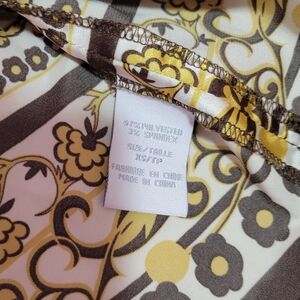 97% POLYESTER
3% SPANDEX
SIZE/TAILLE
XS/TP
FABRIQUE EN CHINE
MADE IN CHINA